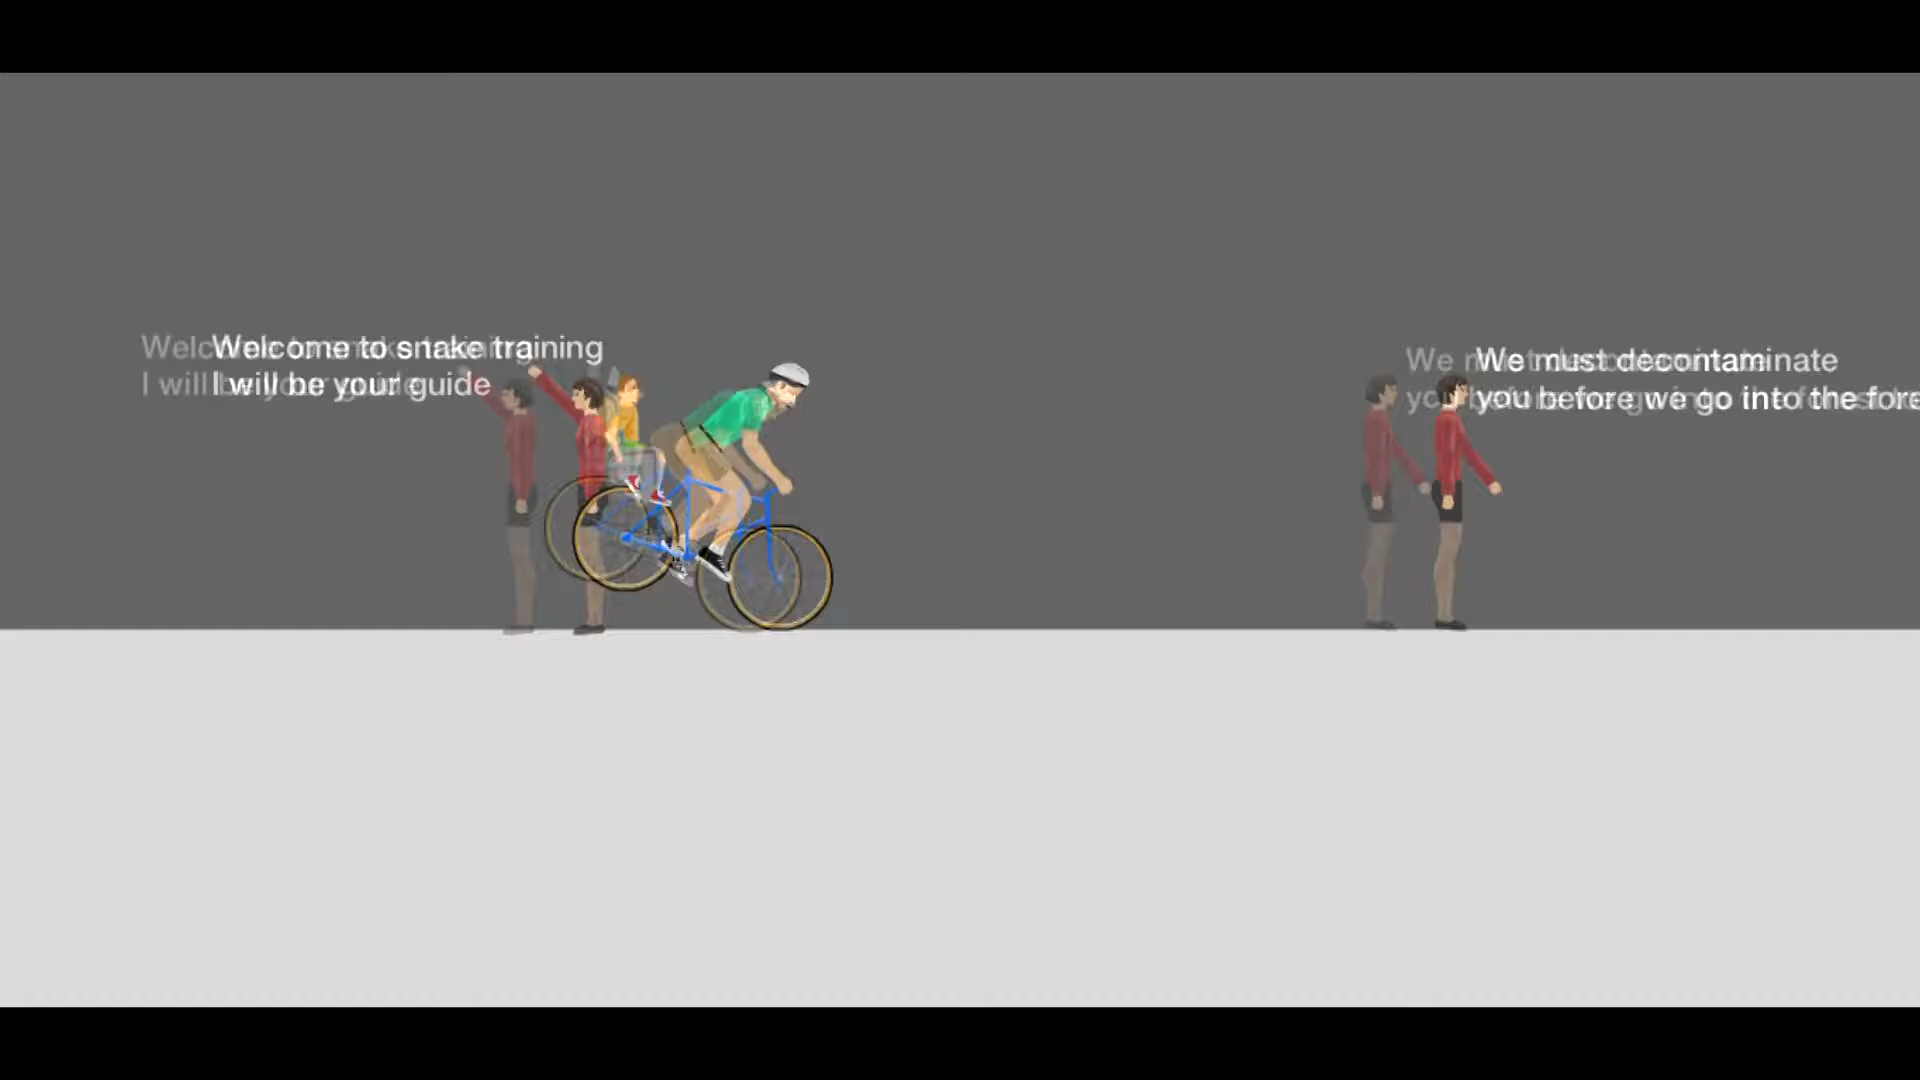 Welcome to snake training
I will be your guide
We must decontaminate
you before we go into the fore